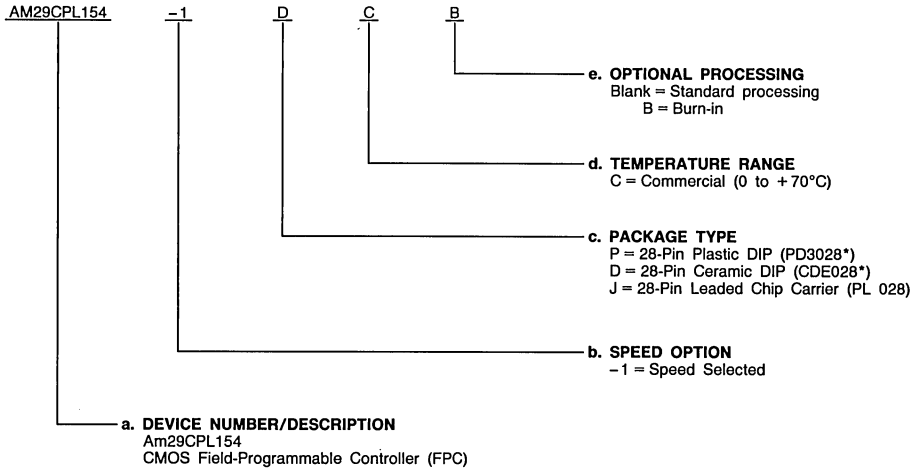 AM29CPL154 -1 D C B
e. OPTIONAL PROCESSING
Blank = Standard processing
B = Burn-in
d. TEMPERATURE RANGE
C = Commercial (0 to +70°C)
c. PACKAGE TYPE
P = 28-Pin Plastic DIP (PD3028*)
D = 28-Pin Ceramic DIP (CDE028*)
J = 28-Pin Leaded Chip Carrier (PL 028)
b. SPEED OPTION
-1 = Speed Selected
a. DEVICE NUMBER/DESCRIPTION
Am29CPL154
CMOS Field-Programmable Controller (FPC)